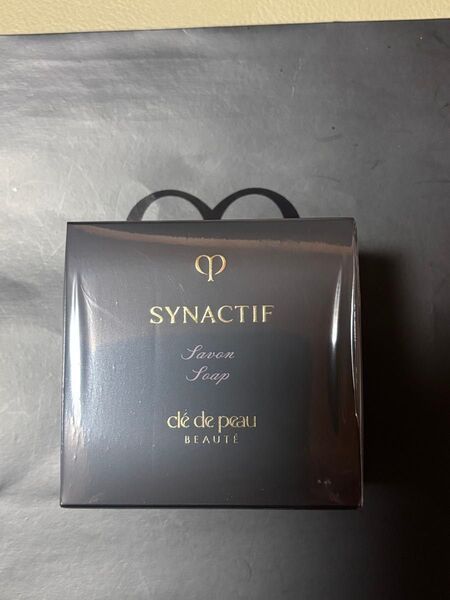 SYNACTIF
Savon
Soap
clé de peau
BEAUTÉ